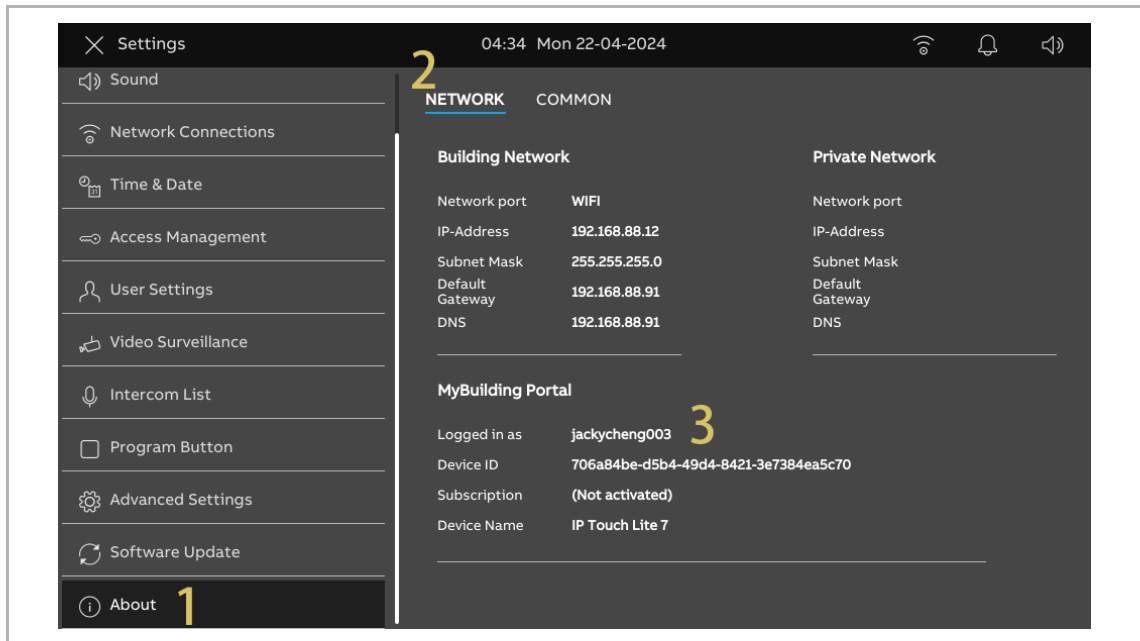 Settings
04:34 Mon 22-04-2024
Sound
Network Connections
Time & Date
Access Management
User Settings
Video Surveillance
Intercom List
Program Button
Advanced Settings
Software Update
About
1
2
NETWORK COMMON
Building Network
Network port WIFI
IP-Address 192.168.88.12
Subnet Mask 255.255.255.0
Default
Gateway 192.168.88.91
DNS 192.168.88.91
Private Network
Network port
IP-Address
Subnet Mask
Default
Gateway
DNS
MyBuilding Portal
3
Logged in as jackycheng003
Device ID 706a84be-d5b4-49d4-8421-3e7384ea5c70
Subscription (Not activated)
Device Name IP Touch Lite 7